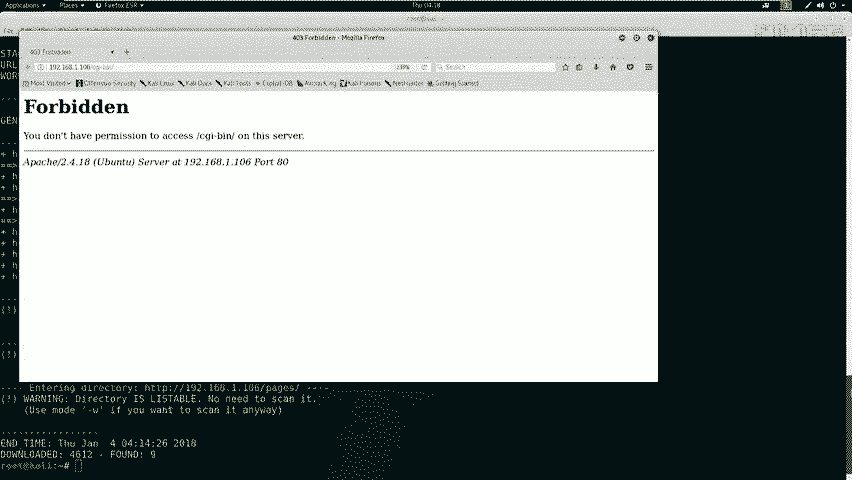 Applications Places Firefox ESR Thu 04:18
403 Forbidden - Mozilla Firefox
403 Forbidden
192.168.1.106/cgi-bin/ Search
Most Visited Offensive Security Kali Linux Kali Docs Kali Tools Exploit-DB Aircrack-ng Kali Forums NetHunter Getting Started
Forbidden
You don't have permission to access /cgi-bin/ on this server.
Apache/2.4.18 (Ubuntu) Server at 192.168.1.106 Port 80
STA
URL
WOR
GEN
---- Entering directory: http://192.168.1.106/pages/ ----
(!) WARNING: Directory IS LISTABLE. No need to scan it.
(Use mode '-w' if you want to scan it anyway)
-----------------
END TIME: Thu Jan 4 04:14:26 2018
DOWNLOADED: 4612 - FOUND: 9
root@kali:~#